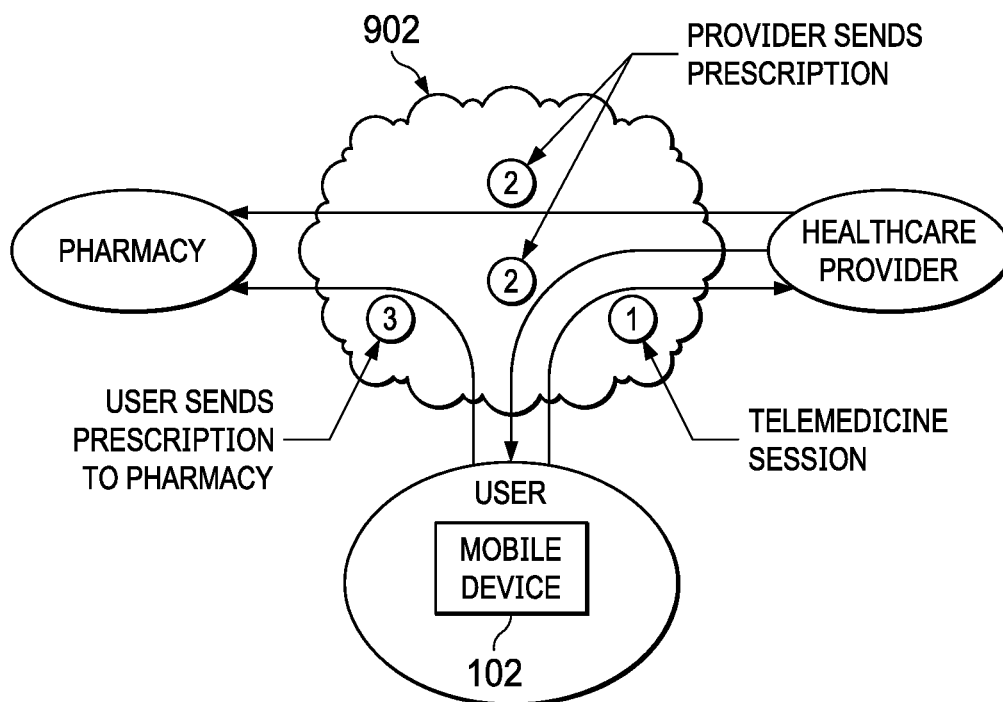 902
PROVIDER SENDS
PRESCRIPTION
2
PHARMACY
HEALTHCARE
PROVIDER
2
3
1
USER SENDS
PRESCRIPTION
TO PHARMACY
TELEMEDICINE
SESSION
USER
MOBILE
DEVICE
102